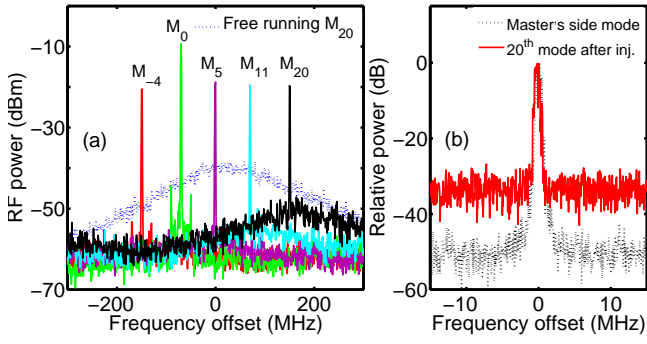 M0
Free running M20
M−4
M5
M11
M20
−10
−30
−50
−70
RF power (dBm)
(a)
−200
0
200
Frequency offset (MHz)
Master's side mode
20th mode after inj.
0
−20
−40
−60
Relative power (dB)
(b)
−10
0
10
Frequency offset (MHz)